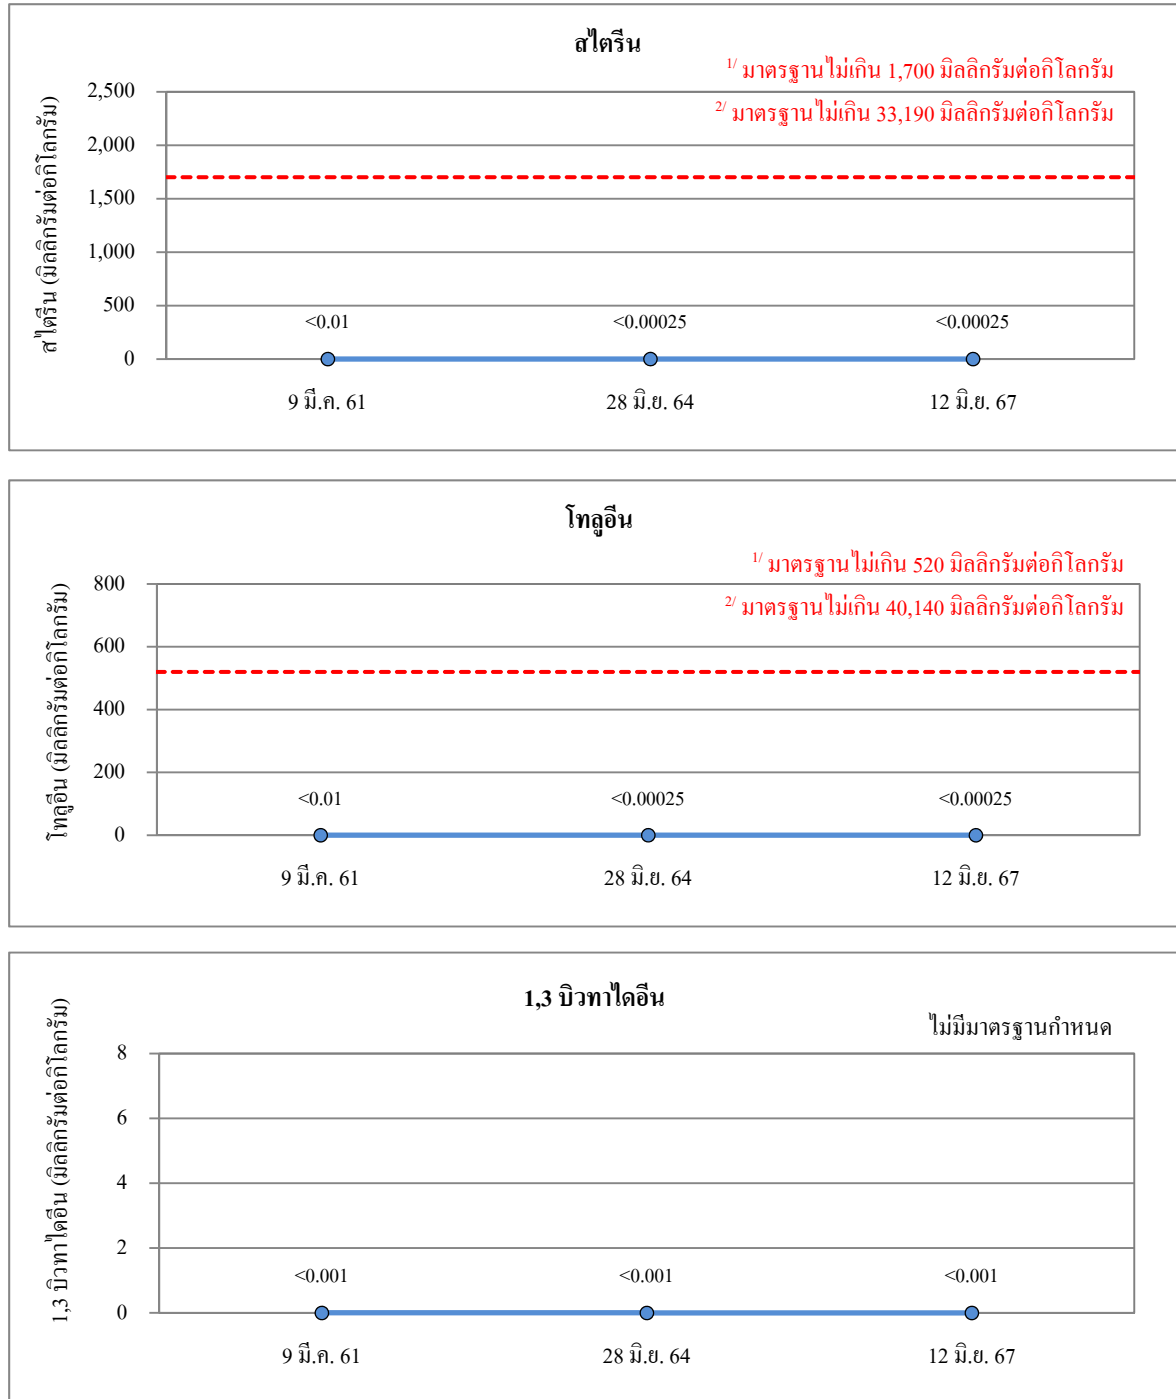 สไตรีน
1/ มาตรฐานไม่เกิน 1,700 มิลลิกรัมต่อกิโลกรัม
2/ มาตรฐานไม่เกิน 33,190 มิลลิกรัมต่อกิโลกรัม
สไตรีน (มิลลิกรัมต่อกิโลกรัม)
2,500
2,000
1,500
1,000
500
0
<0.01 <0.00025 <0.00025
9 มี.ค. 61 28 มิ.ย. 64 12 มิ.ย. 67
โทลูอีน
1/ มาตรฐานไม่เกิน 520 มิลลิกรัมต่อกิโลกรัม
2/ มาตรฐานไม่เกิน 40,140 มิลลิกรัมต่อกิโลกรัม
โทลูอีน (มิลลิกรัมต่อกิโลกรัม)
800
600
400
200
0
<0.01 <0.00025 <0.00025
9 มี.ค. 61 28 มิ.ย. 64 12 มิ.ย. 67
1,3 บิวทาไดอีน
ไม่มีมาตรฐานกำหนด
1,3 บิวทาไดอีน (มิลลิกรัมต่อกิโลกรัม)
8
6
4
2
0
<0.001 <0.001 <0.001
9 มี.ค. 61 28 มิ.ย. 64 12 มิ.ย. 67